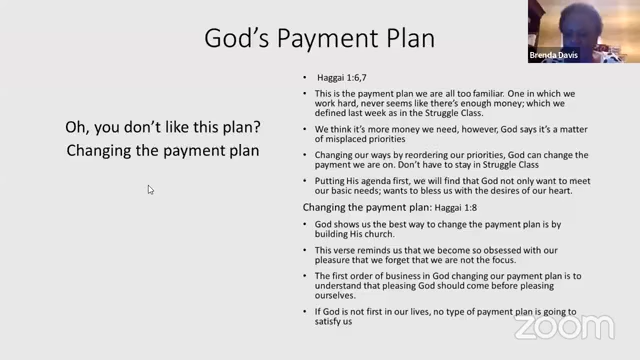 God's Payment Plan
Brenda Davis
Oh, you don't like this plan?
Changing the payment plan
• Haggai 1:6,7
• This is the payment plan we are all too familiar. One in which we
work hard, never seems like there's enough money; which we
defined last week as in the Struggle Class.
• We think it's more money we need, however, God says it's a matter
of misplaced priorities
• Changing our ways by reordering our priorities, God can change the
payment we are on. Don't have to stay in Struggle Class
• Putting His agenda first, we will find that God not only want to meet
our basic needs; wants to bless us with the desires of our heart.
Changing the payment plan: Haggai 1:8
• God shows us the best way to change the payment plan is by
building His church.
• This verse reminds us that we become so obsessed with our
pleasure that we forget that we are not the focus.
• The first order of business in God changing our payment plan is to
understand that pleasing God should come before pleasing
ourselves.
• If God is not first in our lives, no type of payment plan is going to
satisfy us
zoom